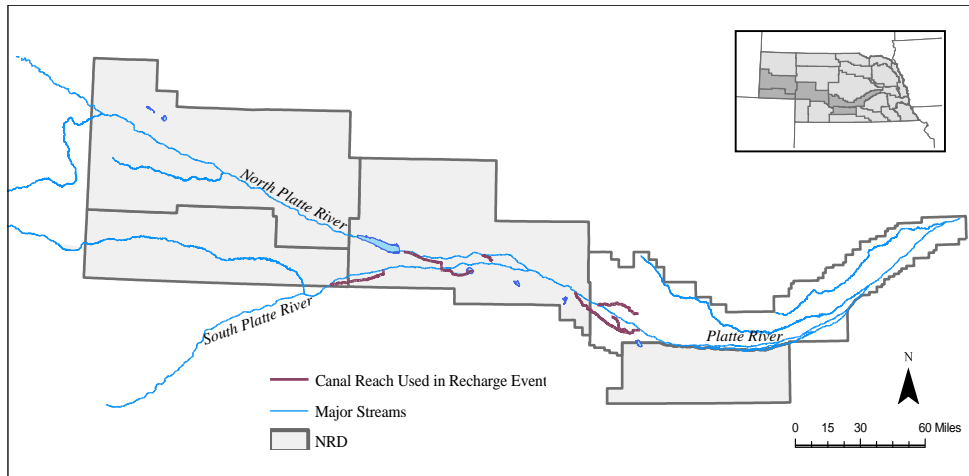 North Platte River
South Platte River
Platte River
Canal Reach Used in Recharge Event
Major Streams
NRD
N
0 15 30 60 Miles